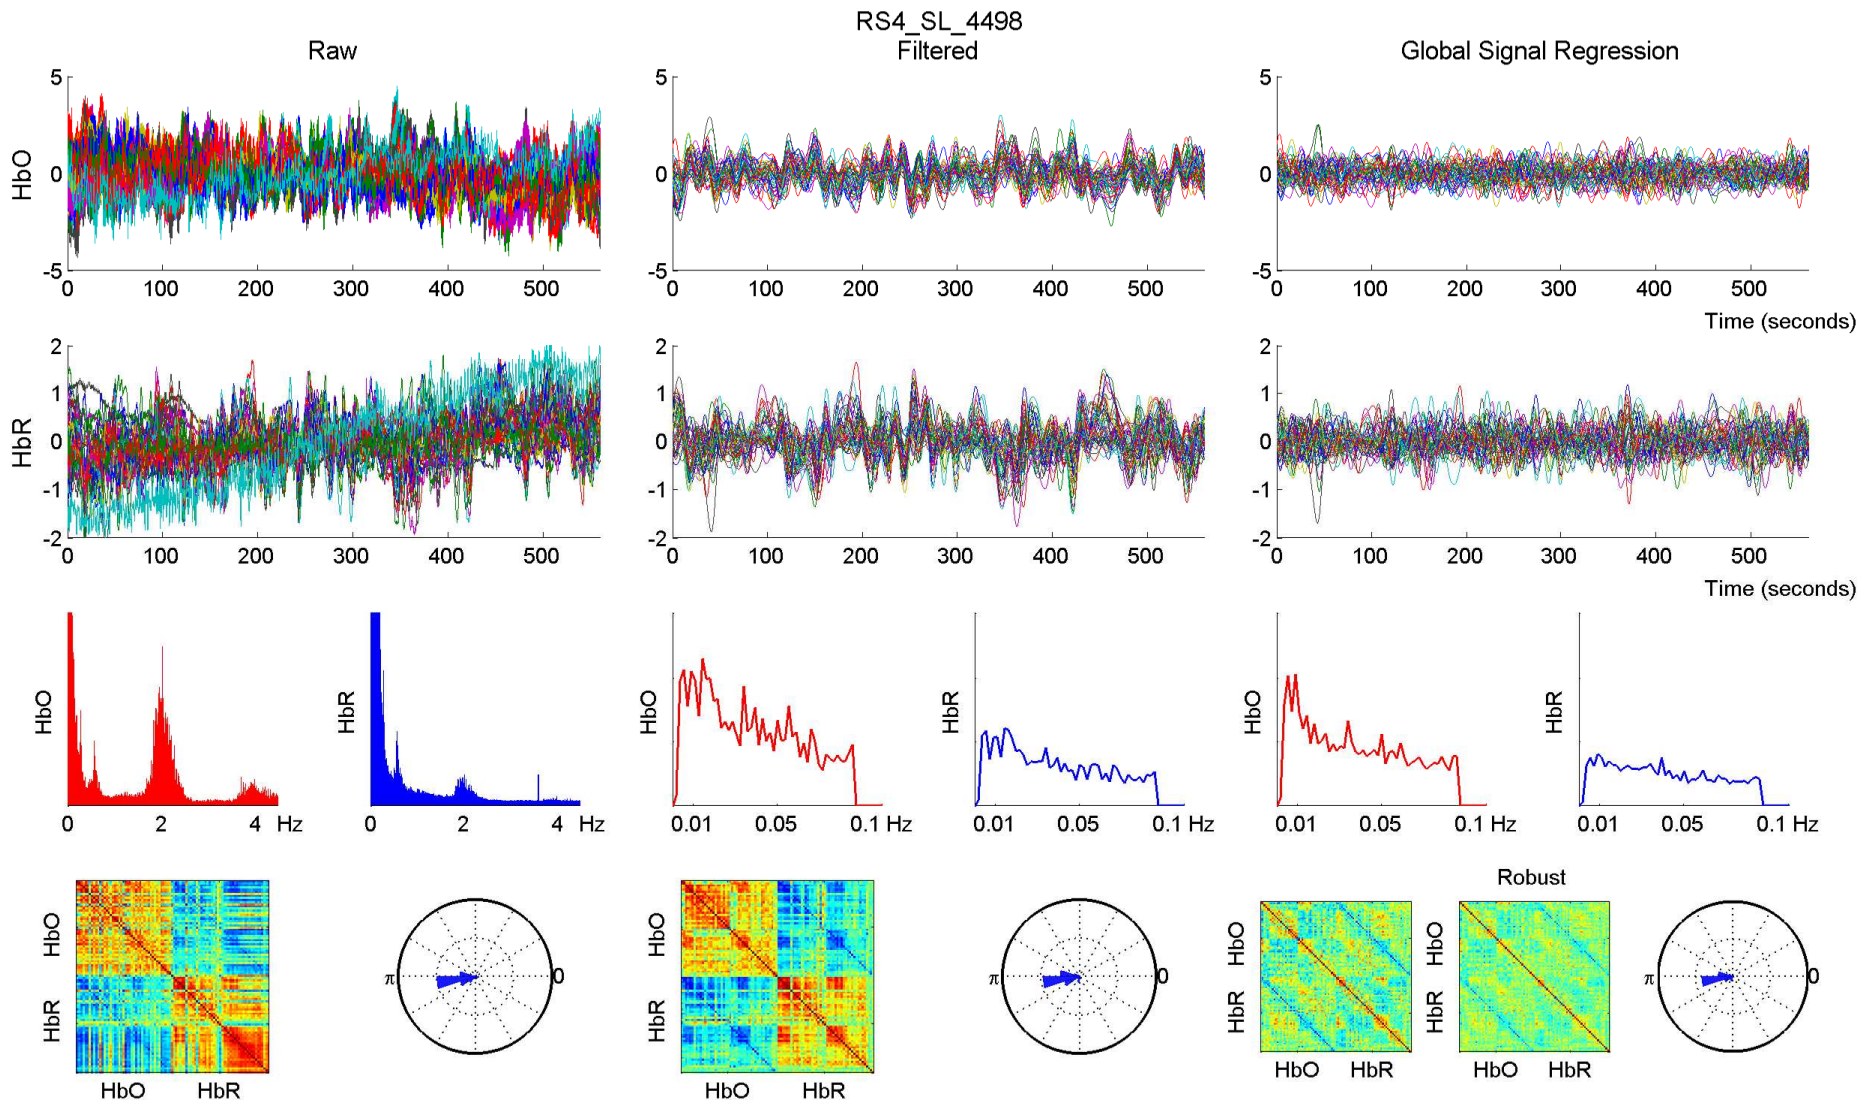 RS4_SL_4498
Raw
Filtered
Global Signal Regression
HbO
5
0
-5
0 100 200 300 400 500
5
0
-5
0 100 200 300 400 500
5
0
-5
0 100 200 300 400 500
Time (seconds)
HbR
2
1
0
-1
-2
0 100 200 300 400 500
2
1
0
-1
-2
0 100 200 300 400 500
2
1
0
-1
-2
0 100 200 300 400 500
Time (seconds)
HbO
0 2 4 Hz
HbR
0 2 4 Hz
HbO
0.01 0.05 0.1 Hz
HbR
0.01 0.05 0.1 Hz
HbO
0.01 0.05 0.1 Hz
HbR
0.01 0.05 0.1 Hz
HbO
HbR
HbO HbR
π 0
HbO
HbR
HbO HbR
π 0
HbO
HbR
HbO HbR
Robust
HbO
HbR
HbO HbR
π 0